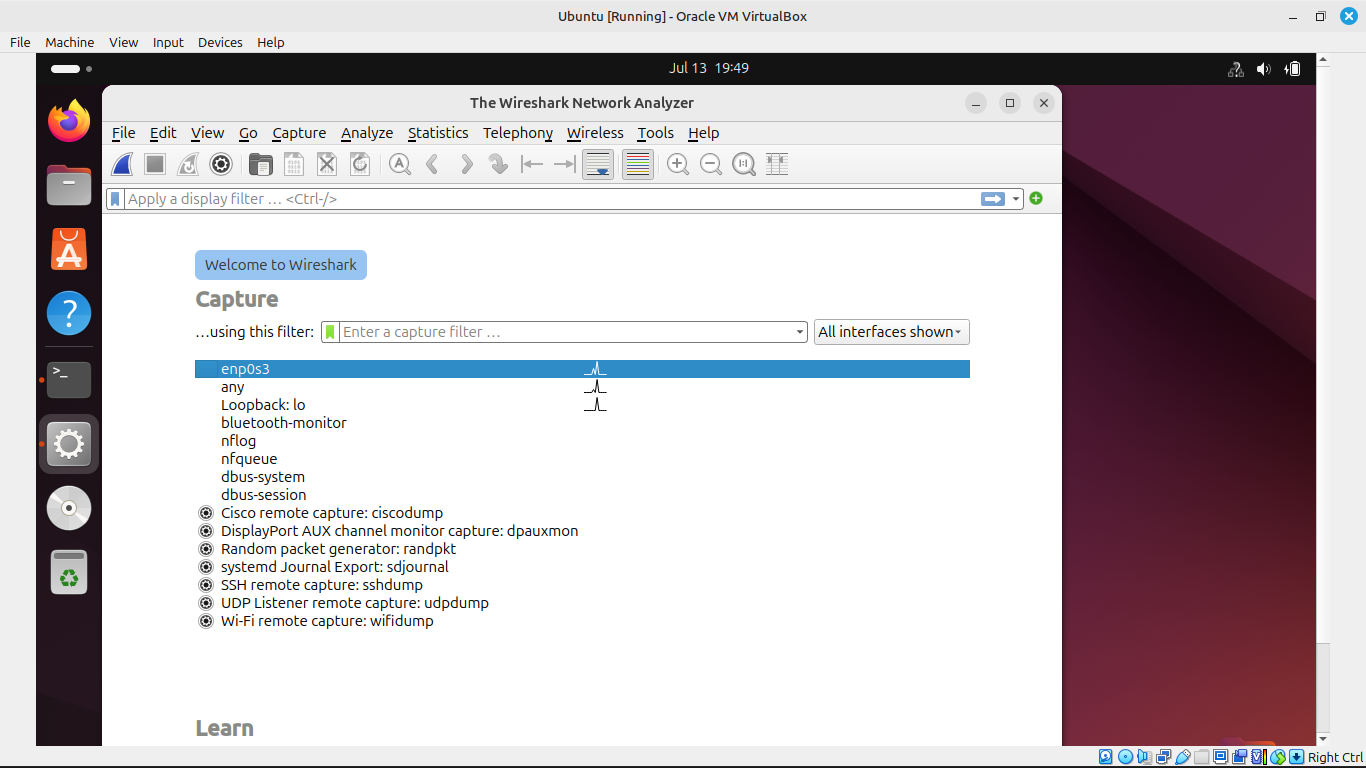 Ubuntu [Running] - Oracle VM VirtualBox
File Machine View Input Devices Help
Jul 13 19:49
The Wireshark Network Analyzer
File Edit View Go Capture Analyze Statistics Telephony Wireless Tools Help
Apply a display filter … <Ctrl-/>
Welcome to Wireshark
Capture
…using this filter: Enter a capture filter … All interfaces shown
enp0s3
any
Loopback: lo
bluetooth-monitor
nflog
nfqueue
dbus-system
dbus-session
Cisco remote capture: ciscodump
DisplayPort AUX channel monitor capture: dpauxmon
Random packet generator: randpkt
systemd Journal Export: sdjournal
SSH remote capture: sshdump
UDP Listener remote capture: udpdump
Wi-Fi remote capture: wifidump
Learn
Right Ctrl